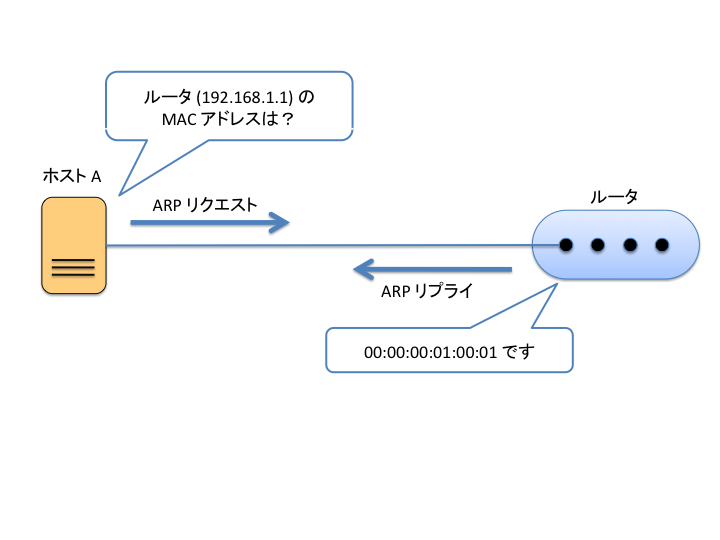 ルータ (192.168.1.1) の
MAC アドレスは？
ホスト A
ARP リクエスト
ルータ
ARP リプライ
00:00:00:01:00:01 です